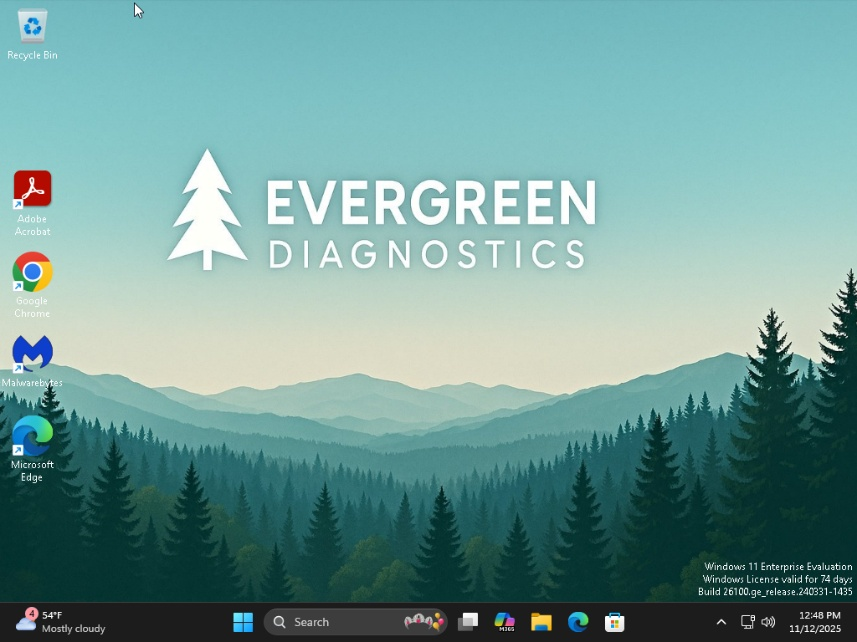 Recycle Bin
EVERGREEN
DIAGNOSTICS
Adobe
Acrobat
Google
Chrome
Malwarebytes
Microsoft
Edge
Windows 11 Enterprise Evaluation
Windows License valid for 74 days
Build 26100.ge_release.240331-1435
4
54°F
Mostly cloudy
Search
M365
12:48 PM
11/12/2025